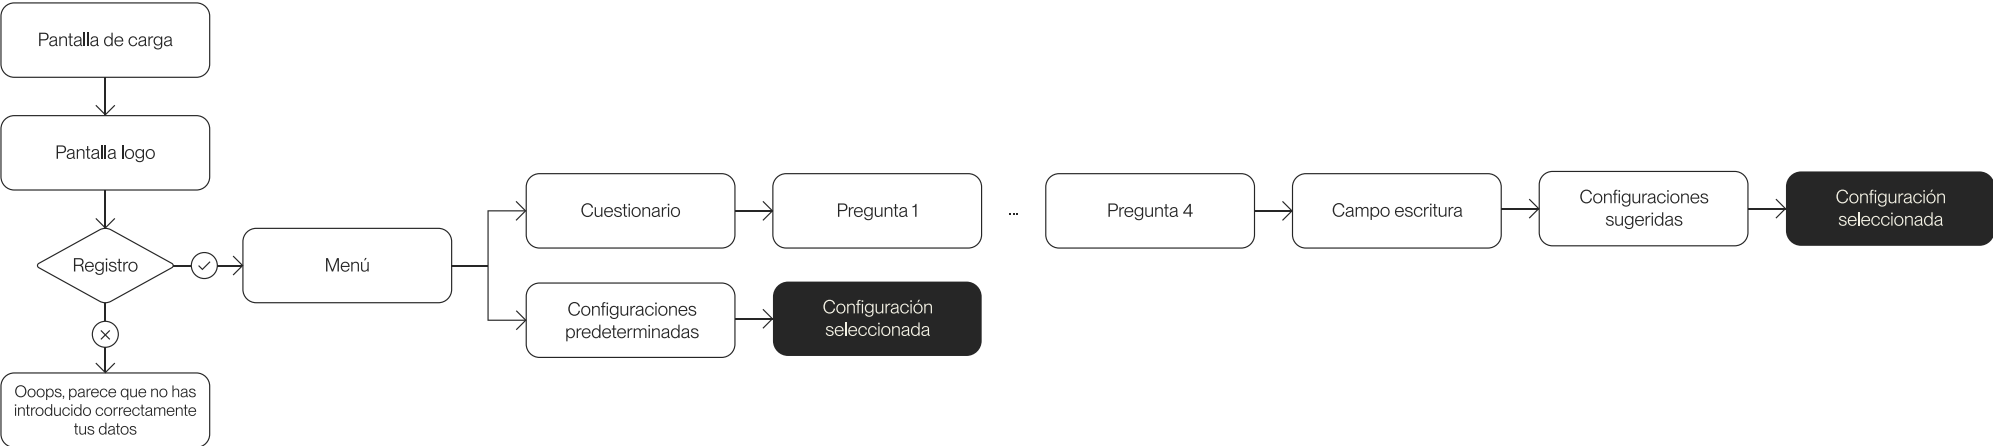 Pantalla de carga
Pantalla logo
Registro
Ooops, parece que no has
introducido correctamente
tus datos
Menú
Cuestionario
Pregunta 1
...
Pregunta 4
Campo escritura
Configuraciones
sugeridas
Configuración
seleccionada
Configuraciones
predeterminadas
Configuración
seleccionada